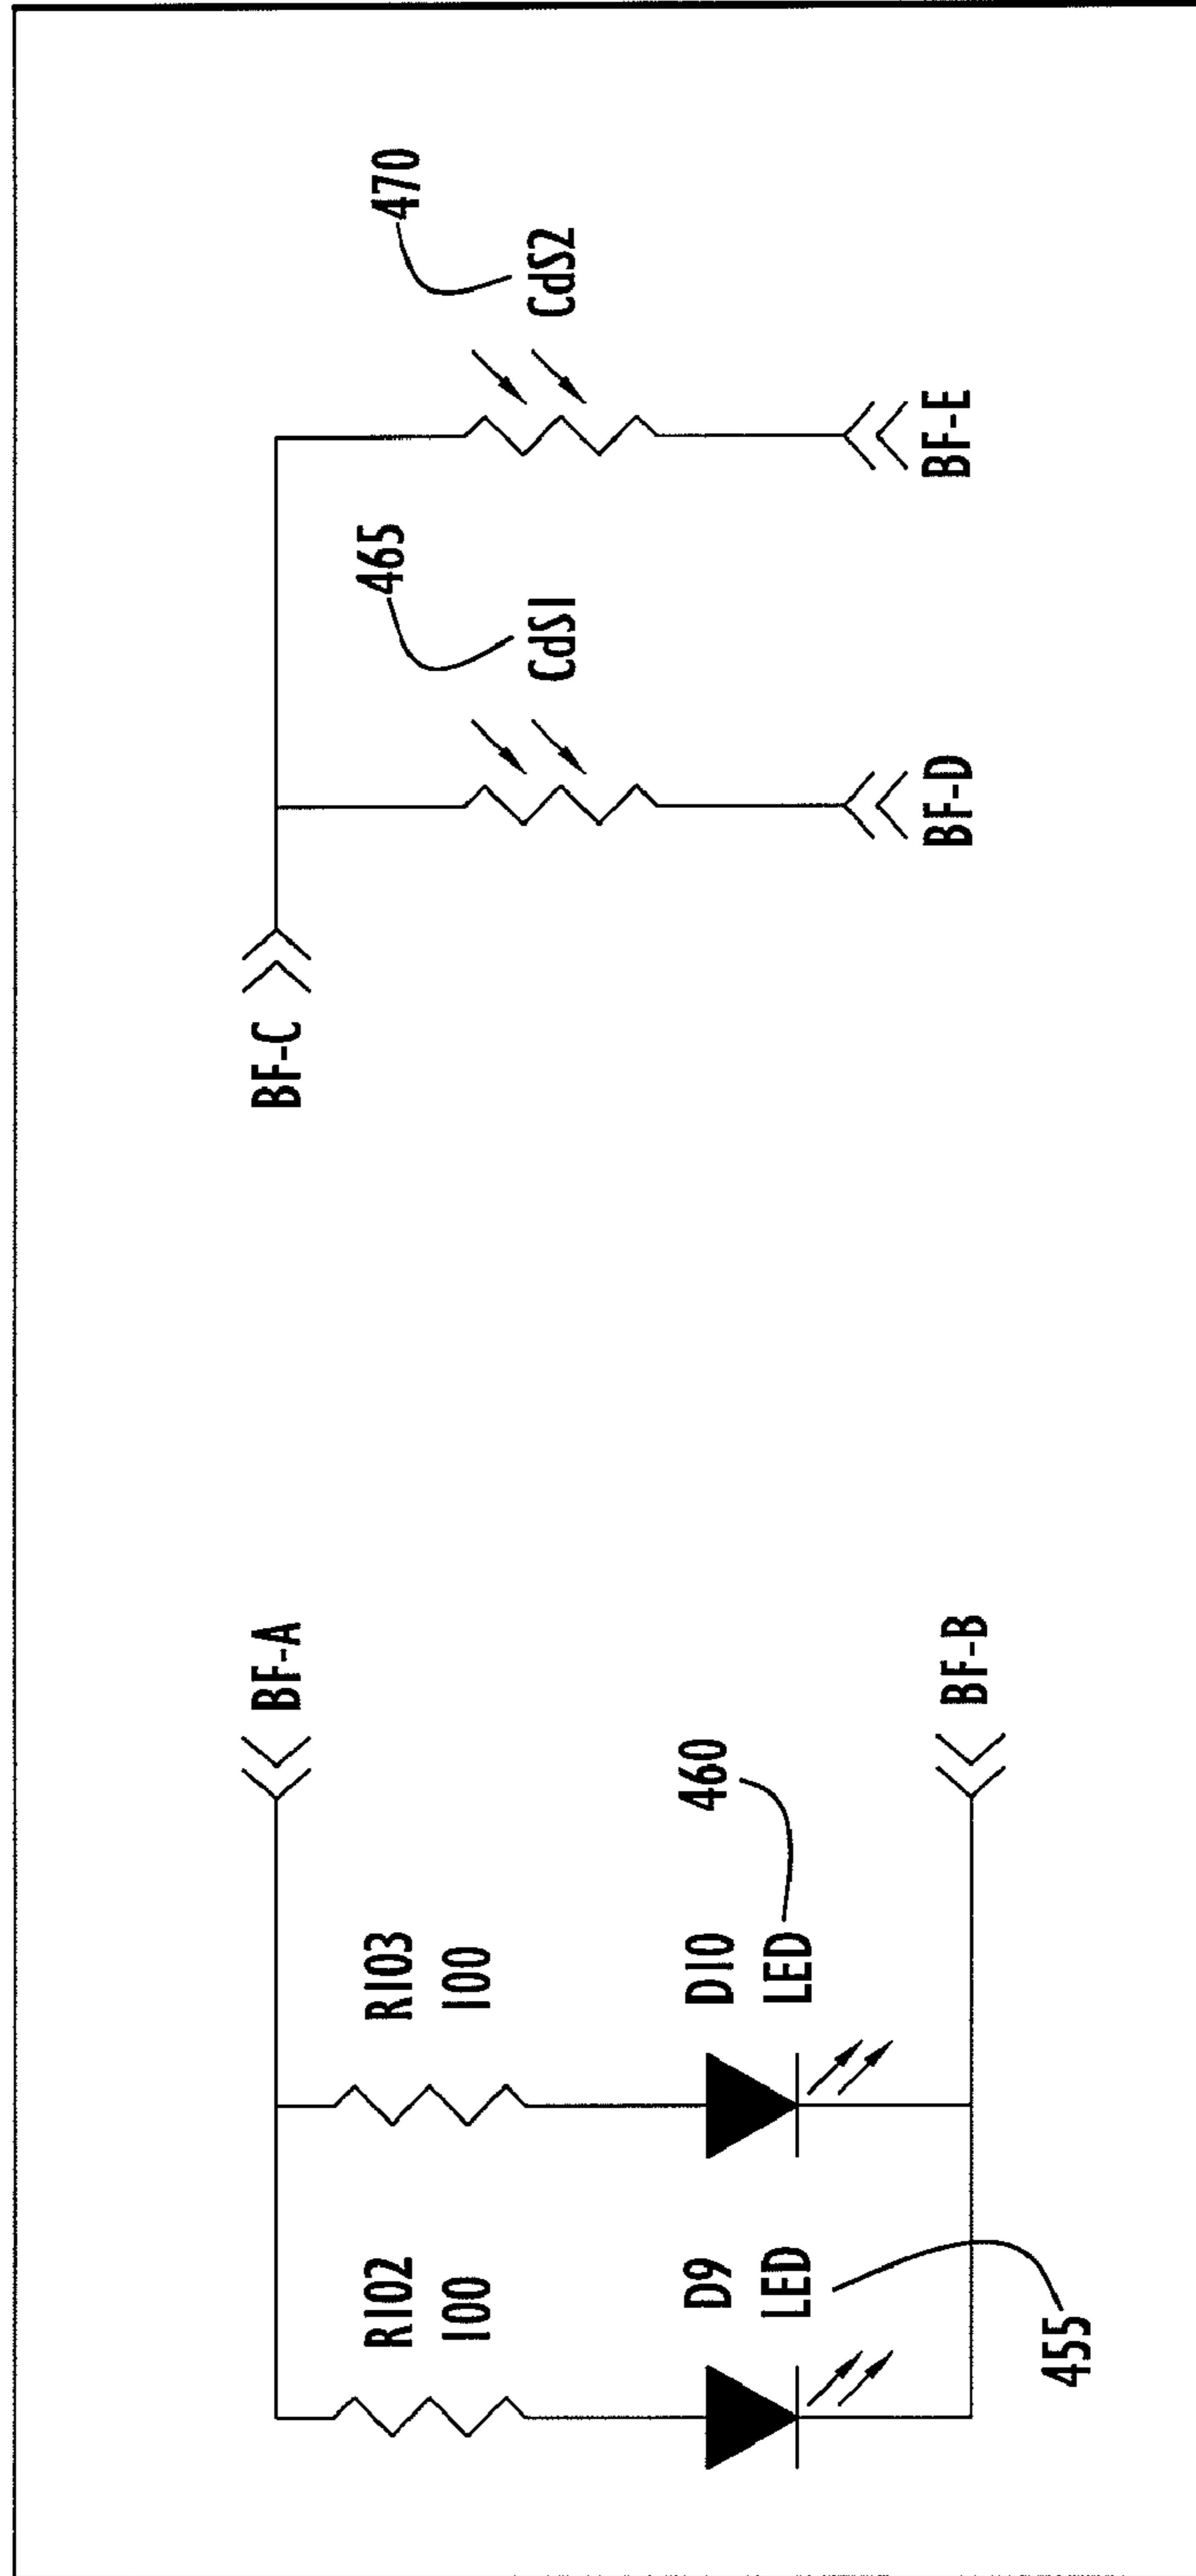 R102
100
D9
LED
455
R103
100
D10
LED
460
BF-A
BF-B
BF-C
CdS1
465
BF-D
CdS2
470
BF-E